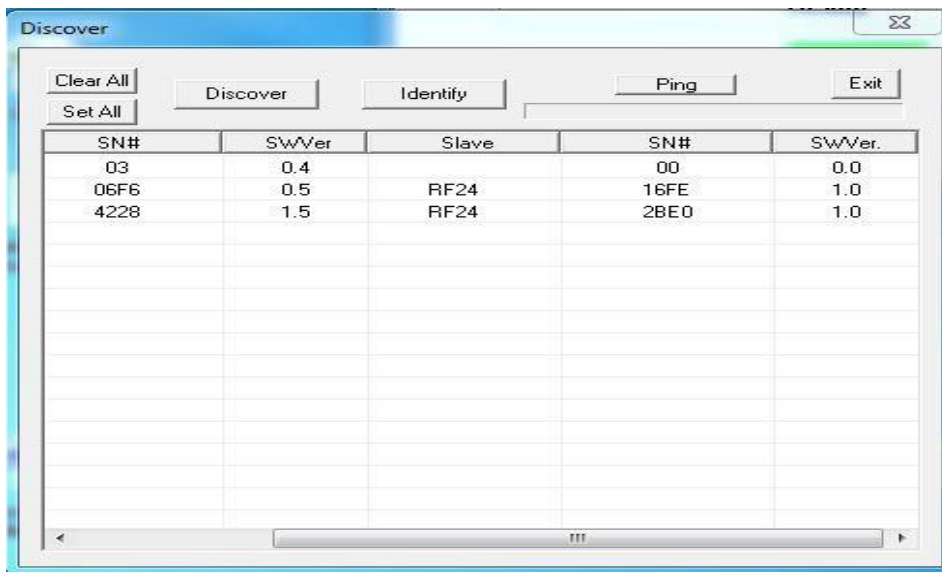 Discover
Clear All Discover Identify Ping Exit
Set All
SN# SWVer Slave SN# SWVer.
03 0.4 00 0.0
06F6 0.5 RF24 16FE 1.0
4228 1.5 RF24 2BE0 1.0